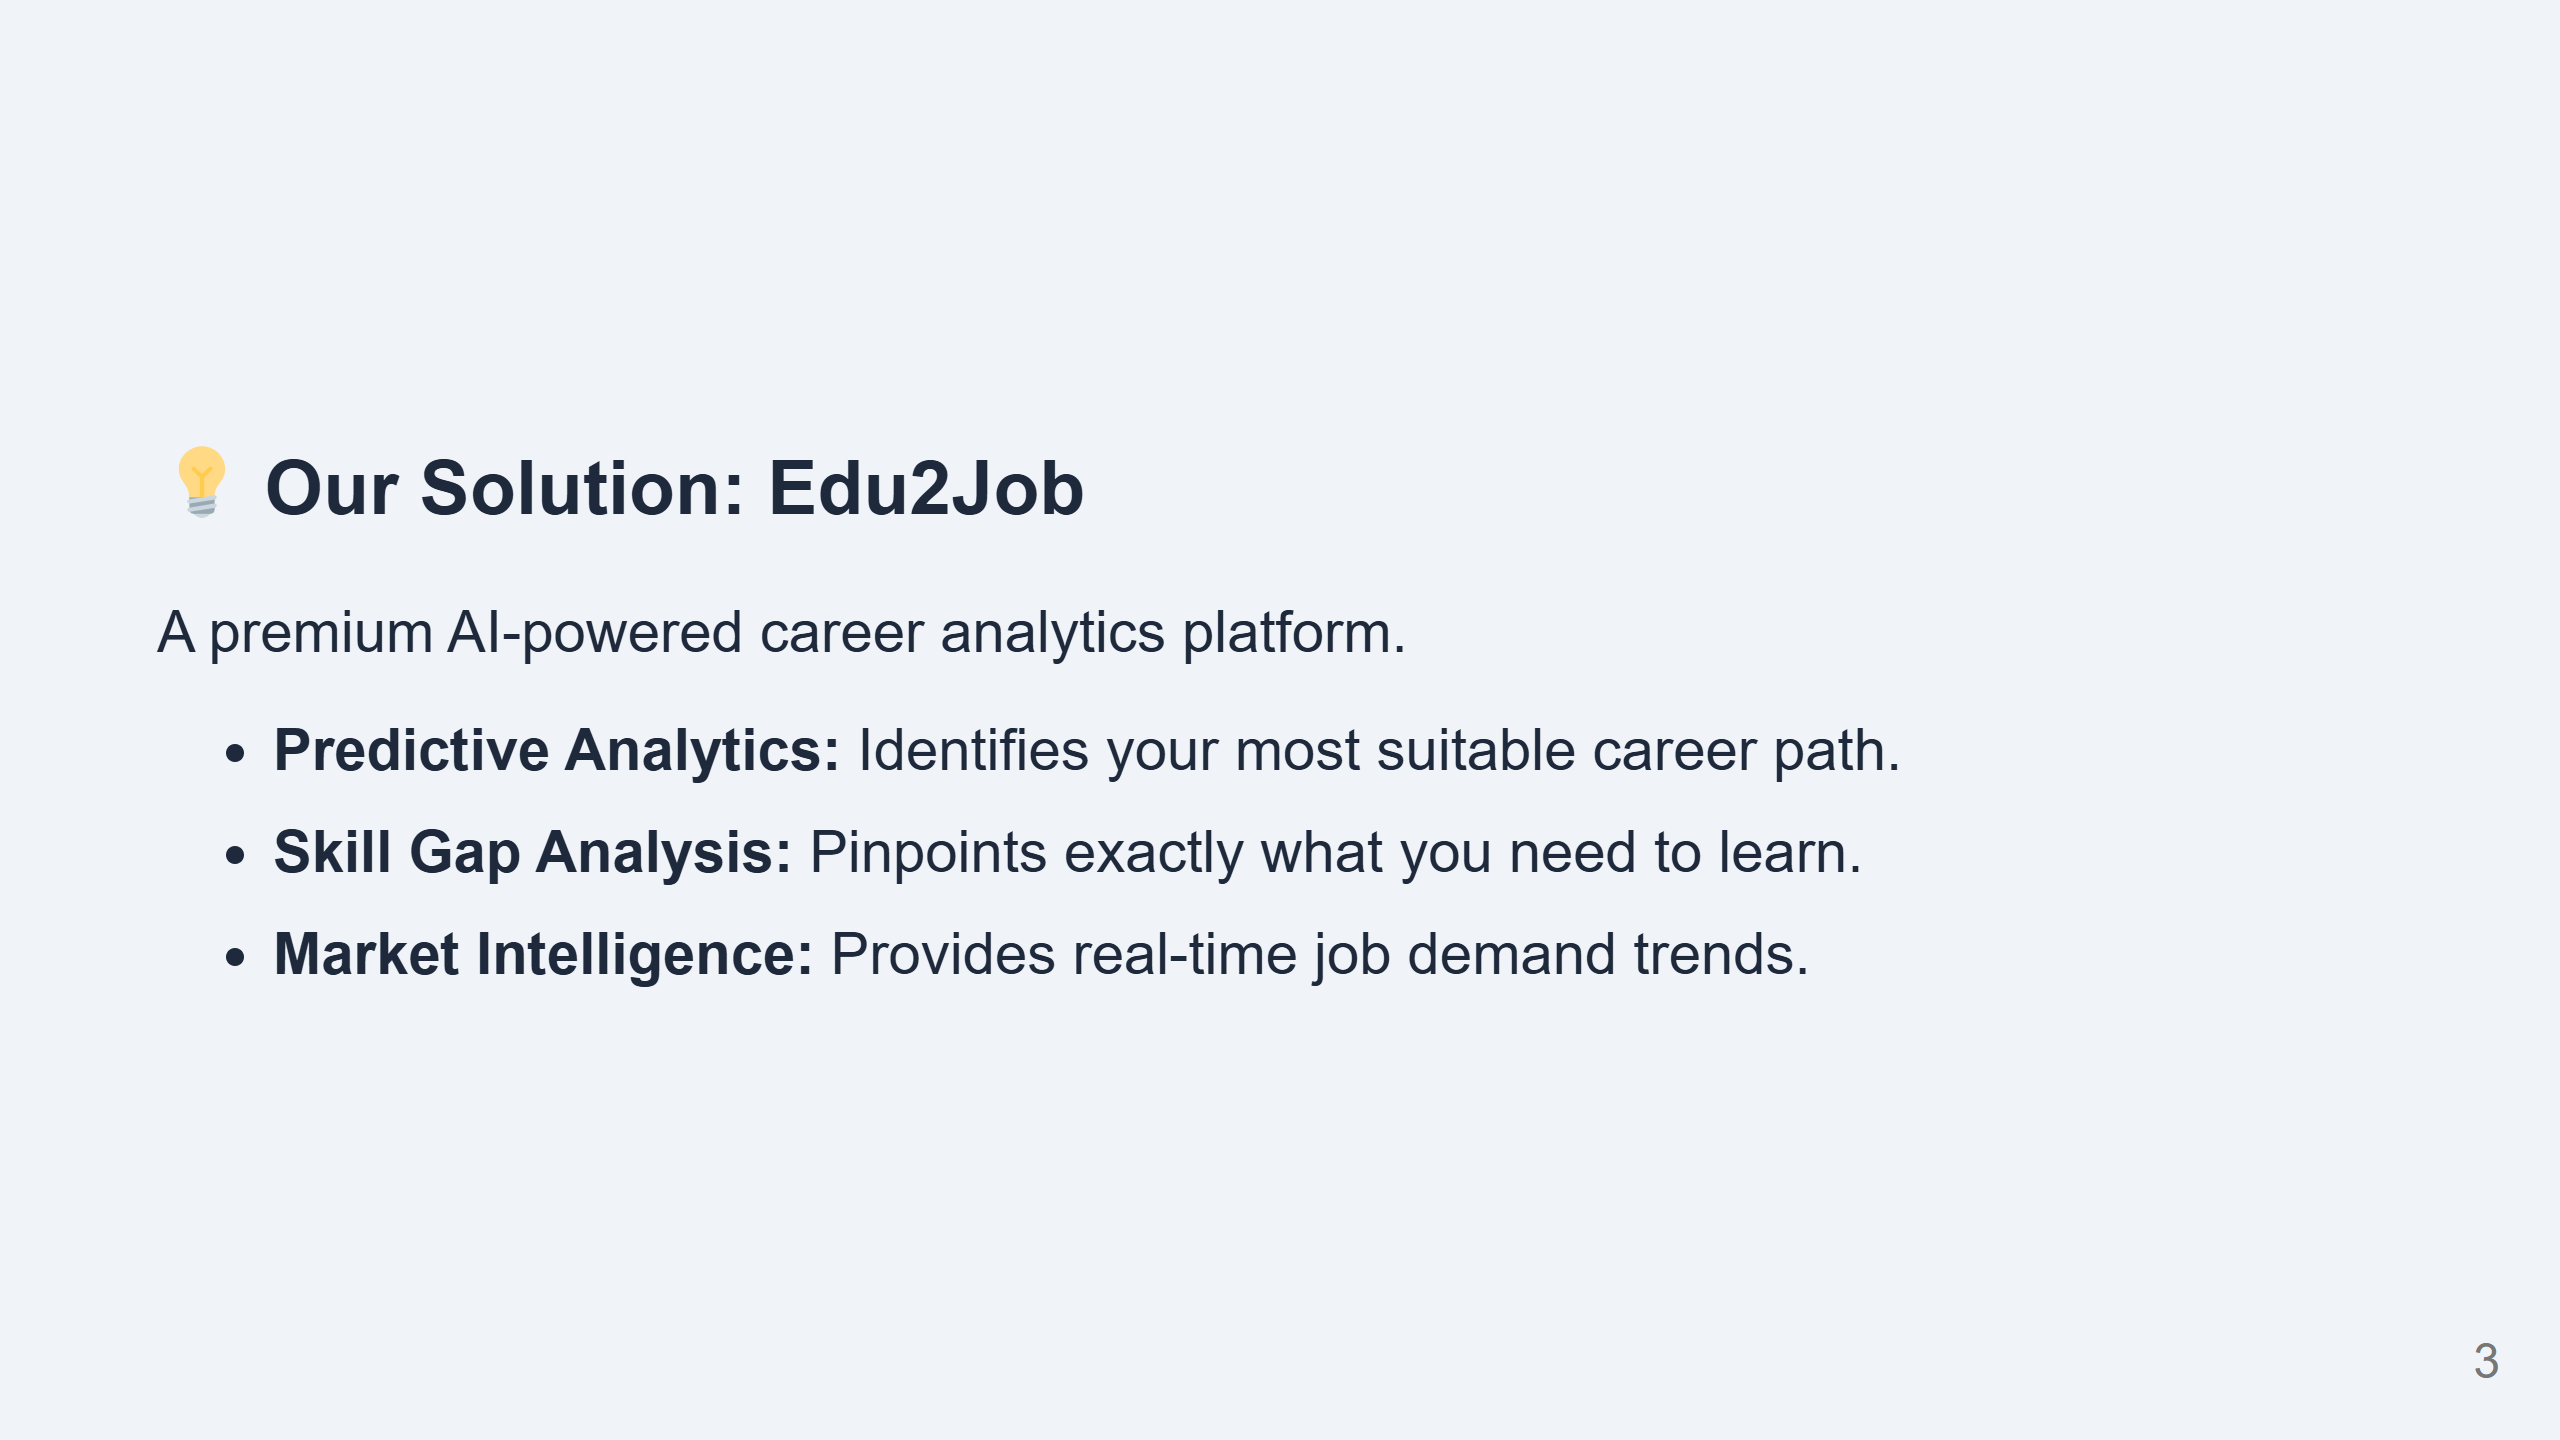 💡 Our Solution: Edu2Job
A premium AI-powered career analytics platform.
• Predictive Analytics: Identifies your most suitable career path.
• Skill Gap Analysis: Pinpoints exactly what you need to learn.
• Market Intelligence: Provides real-time job demand trends.
3